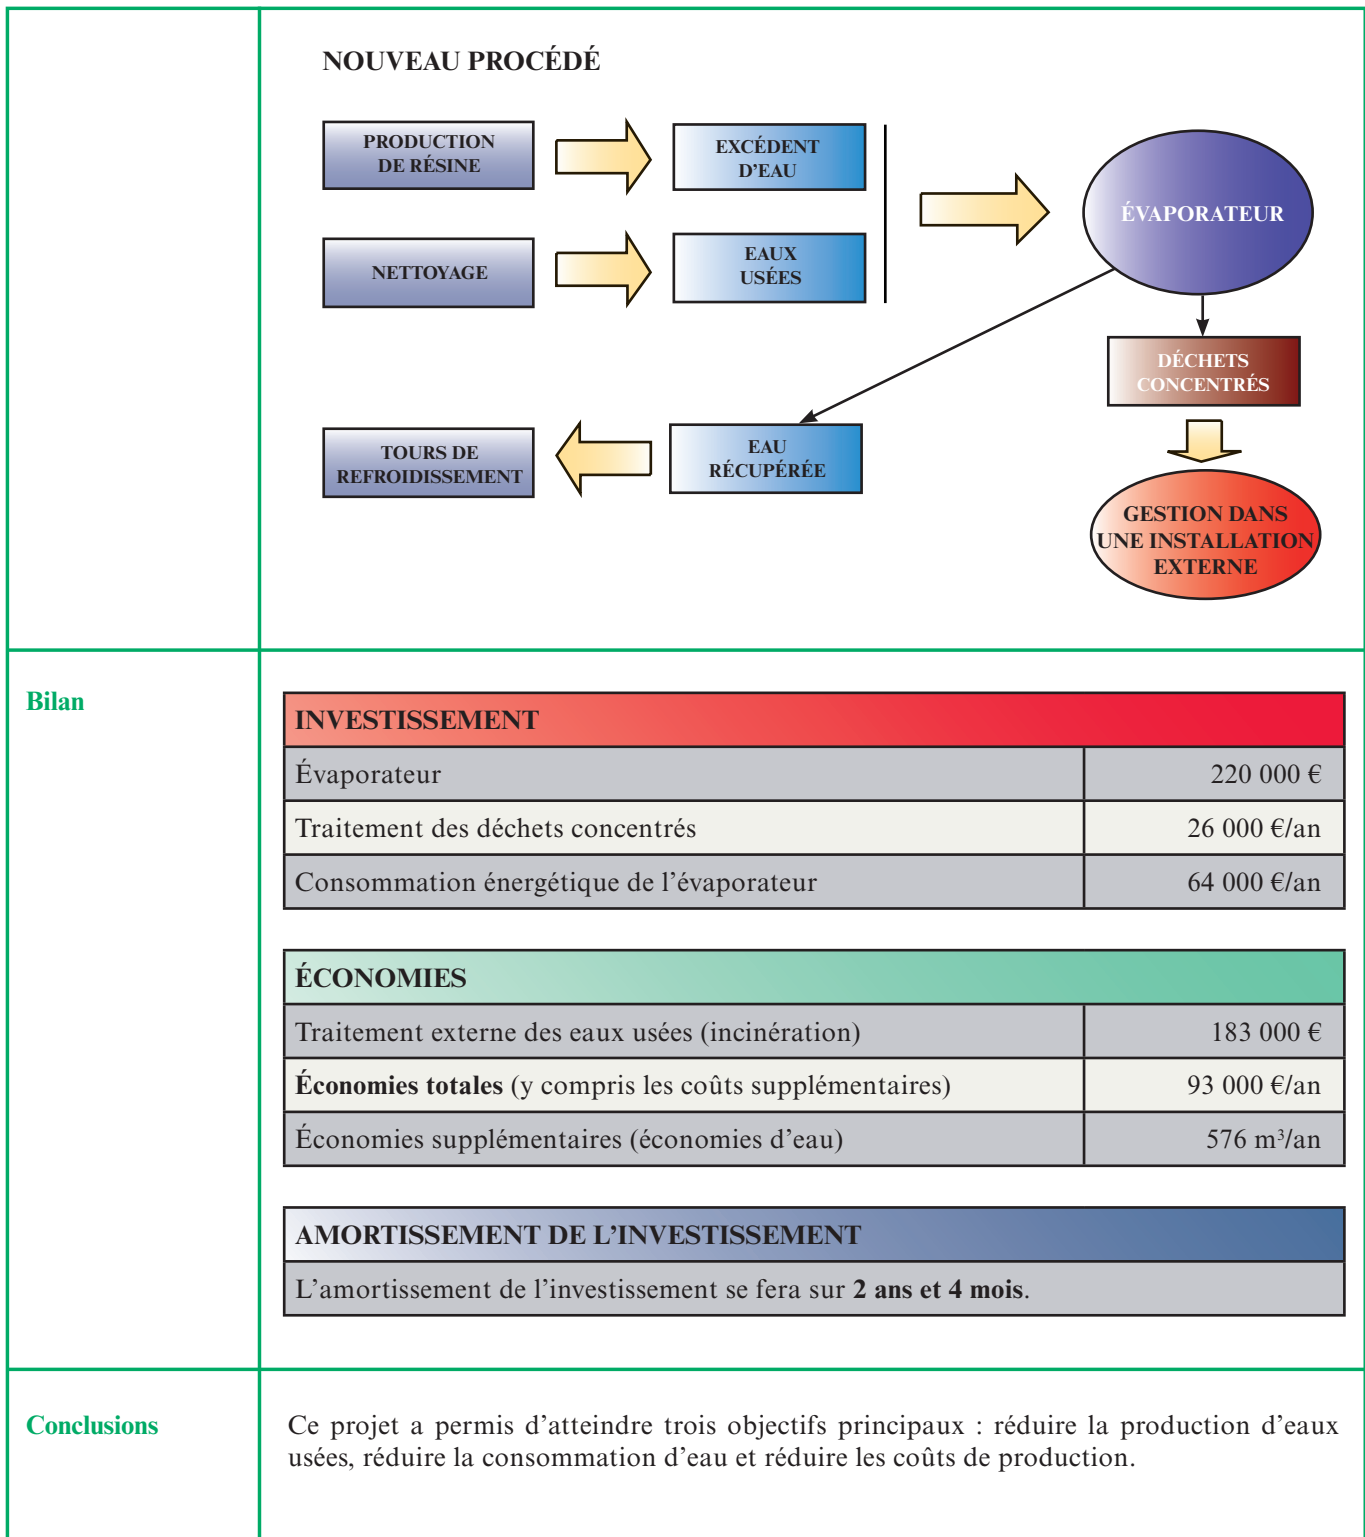 NOUVEAU PROCÉDÉ
PRODUCTION
DE RÉSINE
EXCÉDENT
D’EAU
ÉVAPORATEUR
NETTOYAGE
EAUX
USÉES
DÉCHETS
CONCENTRÉS
TOURS DE
REFROIDISSEMENT
EAU
RÉCUPÉRÉE
GESTION DANS
UNE INSTALLATION
EXTERNE
Bilan
INVESTISSEMENT
Évaporateur 220 000 €
Traitement des déchets concentrés 26 000 €/an
Consommation énergétique de l’évaporateur 64 000 €/an
ÉCONOMIES
Traitement externe des eaux usées (incinération) 183 000 €
Économies totales (y compris les coûts supplémentaires) 93 000 €/an
Économies supplémentaires (économies d’eau) 576 m³/an
AMORTISSEMENT DE L’INVESTISSEMENT
L’amortissement de l’investissement se fera sur 2 ans et 4 mois.
Conclusions
Ce projet a permis d’atteindre trois objectifs principaux : réduire la production d’eaux
usées, réduire la consommation d’eau et réduire les coûts de production.